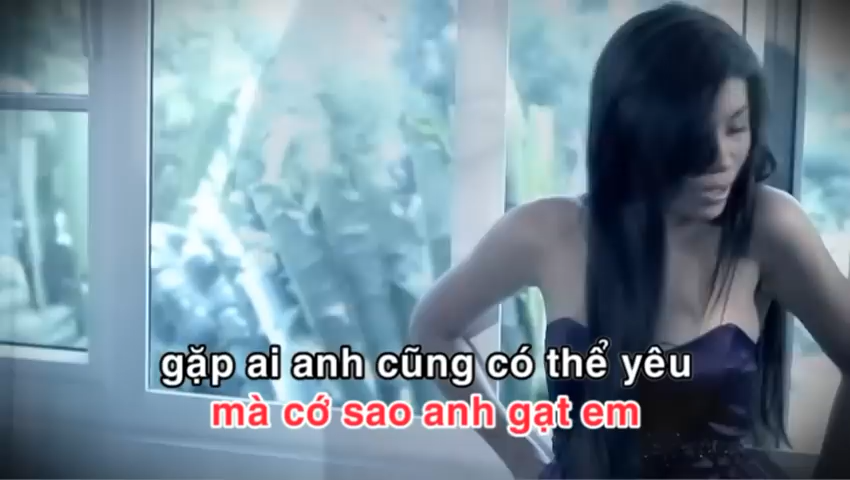 gặp ai anh cũng có thể yêu
mà cớ sao anh gạt em